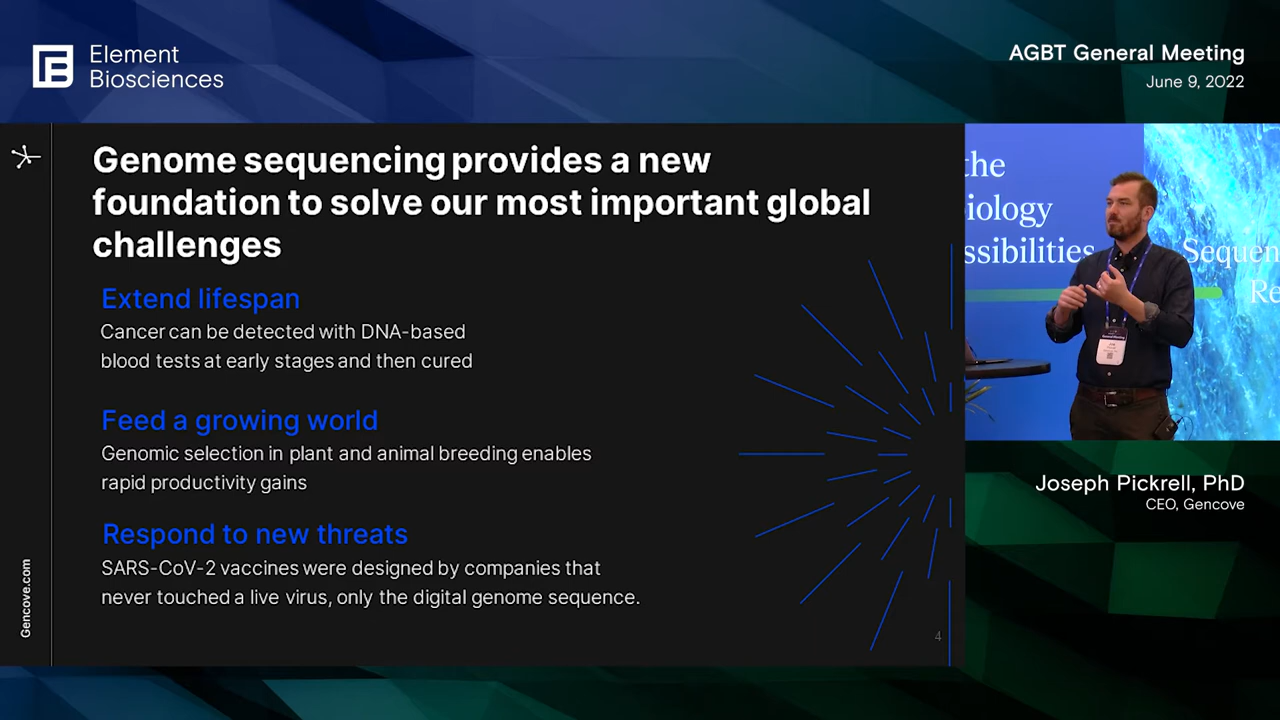 Element
Biosciences
AGBT General Meeting
June 9, 2022
Genome sequencing provides a new
foundation to solve our most important global
challenges
Extend lifespan
Cancer can be detected with DNA-based
blood tests at early stages and then cured
Feed a growing world
Genomic selection in plant and animal breeding enables
rapid productivity gains
Respond to new threats
SARS-CoV-2 vaccines were designed by companies that
never touched a live virus, only the digital genome sequence.
Gencove.com
4
the
iology
ssibilities
Sequen
Re
Joseph Pickrell, PhD
CEO, Gencove